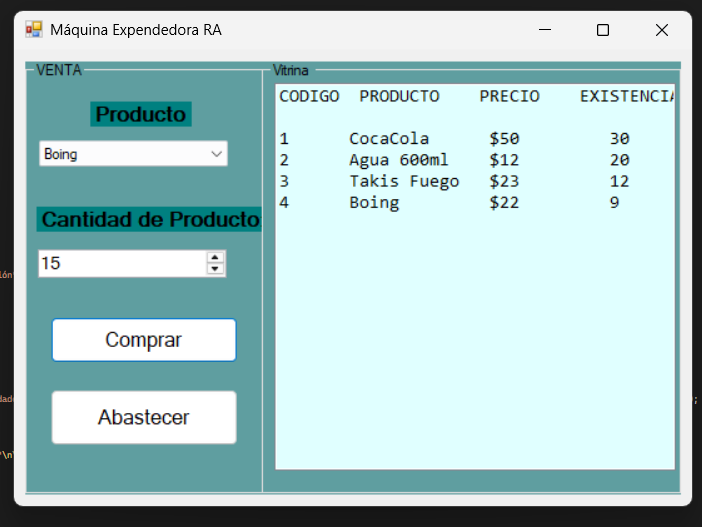 Máquina Expendedora RA
VENTA
Producto
Boing
Cantidad de Producto
15
Comprar
Abastecer
Vitrina
CODIGO PRODUCTO PRECIO EXISTENCIA
1 CocaCola $50 30
2 Agua 600ml $12 20
3 Takis Fuego $23 12
4 Boing $22 9